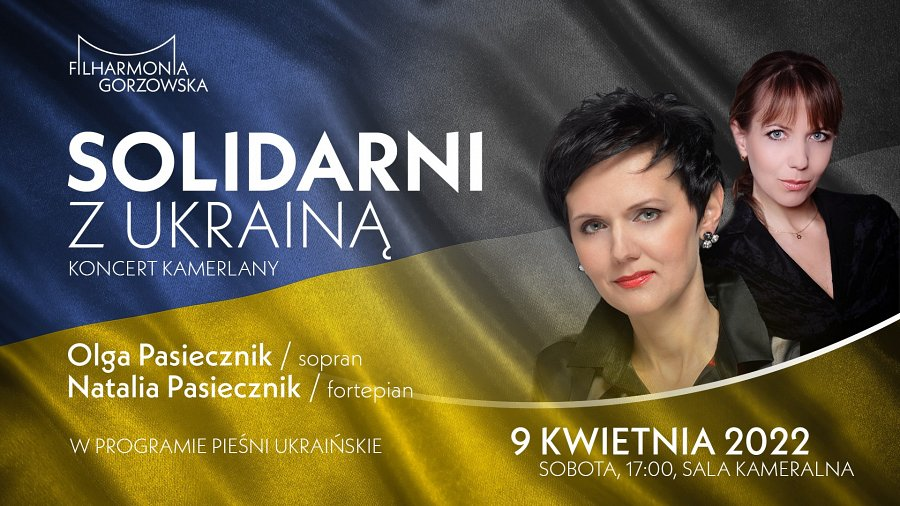 FILHARMONIA
GORZOWSKA
SOLIDARNI
Z UKRAINĄ
KONCERT KAMERLANY
Olga Pasiecznik / sopran
Natalia Pasiecznik / fortepian
W PROGRAMIE PIEŚNI UKRAIŃSKIE
9 KWIETNIA 2022
SOBOTA, 17:00, SALA KAMERALNA